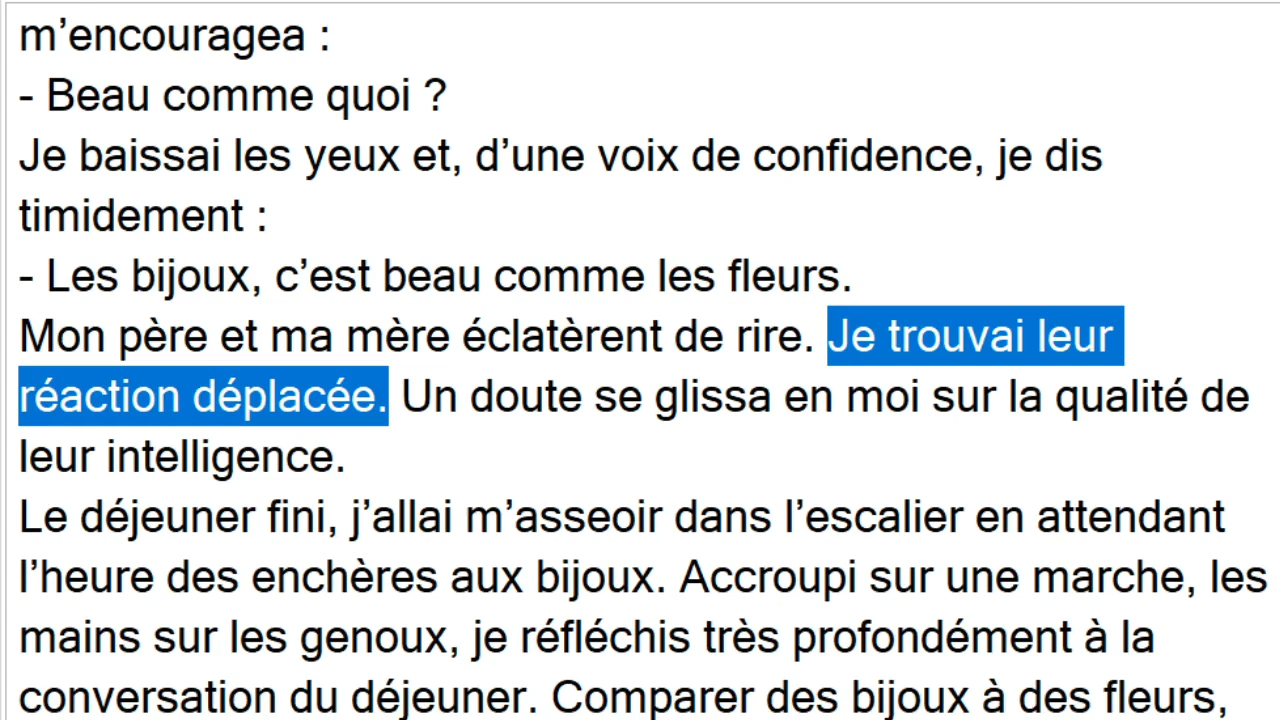 m’encouragea :
- Beau comme quoi ?
Je baissai les yeux et, d’une voix de confidence, je dis
timidement :
- Les bijoux, c’est beau comme les fleurs.
Mon père et ma mère éclatèrent de rire. Je trouvai leur
réaction déplacée. Un doute se glissa en moi sur la qualité de
leur intelligence.
Le déjeuner fini, j’allai m’asseoir dans l’escalier en attendant
l’heure des enchères aux bijoux. Accroupi sur une marche, les
mains sur les genoux, je réfléchis très profondément à la
conversation du déjeuner. Comparer des bijoux à des fleurs,